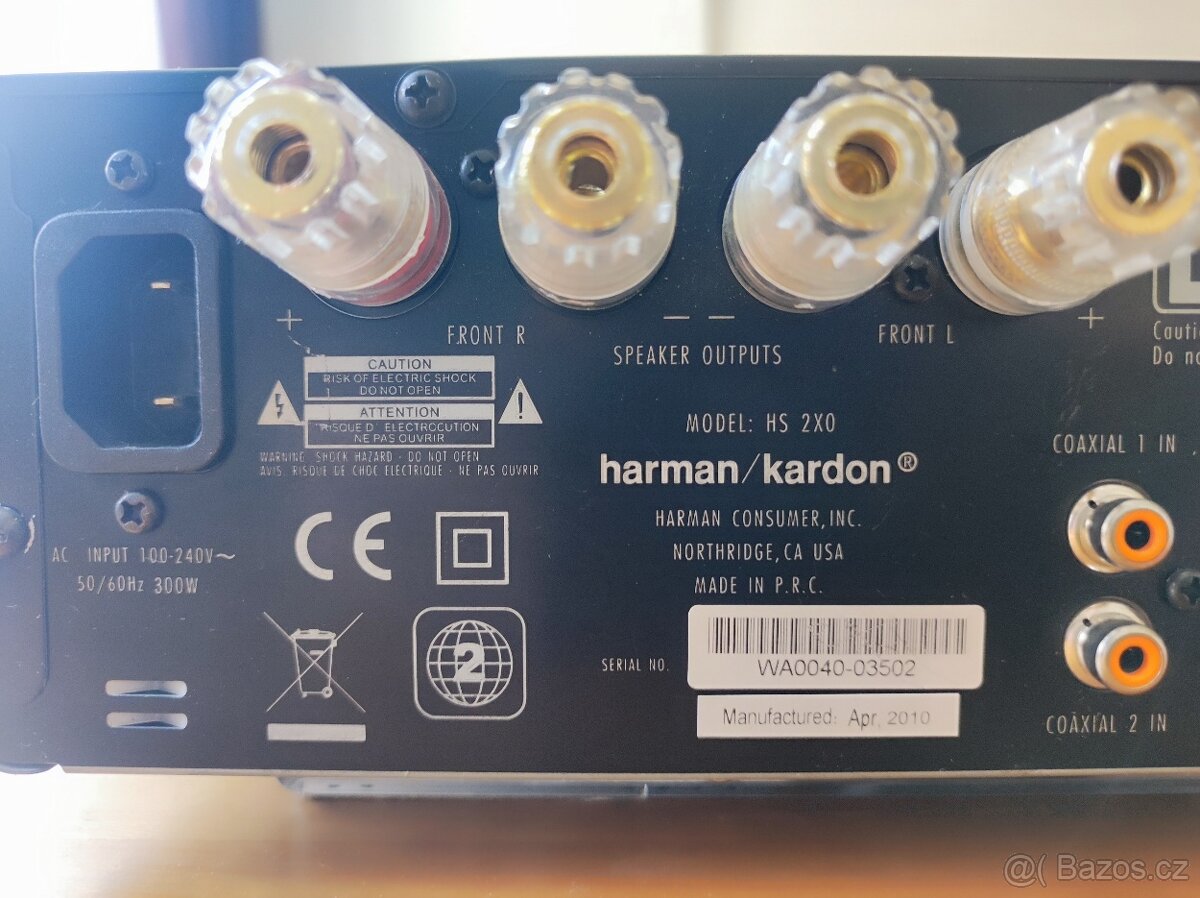 +
FRONT R
— —
SPEAKER OUTPUTS
FRONT L
+
CAUTION
RISK OF ELECTRIC SHOCK
DO NOT OPEN
ATTENTION
RISQUE D' ELECTROCUTION
NE PAS OUVRIR
WARNING SHOCK HAZARD - DO NOT OPEN
AVIS RISQUE DE CHOC ELECTRIQUE - NE PAS OUVRIR
Cauti
Do no
MODEL: HS 2X0
harman/kardon®
HARMAN CONSUMER, INC.
NORTHRIDGE, CA USA
MADE IN P.R.C.
COAXIAL 1 IN
AC INPUT 100-240V~
50/60Hz 300W
CE
2
SERIAL NO.
WA0040-03502
Manufactured: Apr, 2010
COAXIAL 2 IN
@( Bazos.cz